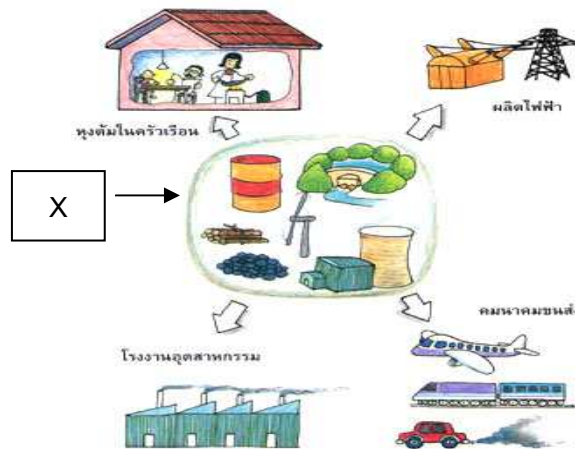 หุงต้มในครัวเรือน
ผลิตไฟฟ้า
X
คมนาคมขนส่ง
โรงงานอุตสาหกรรม